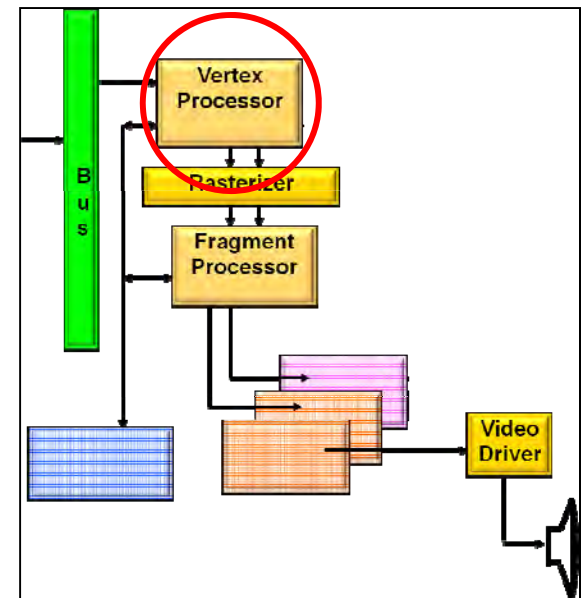 Vertex
Processor
B
u
s
Rasterizer
Fragment
Processor
Video
Driver